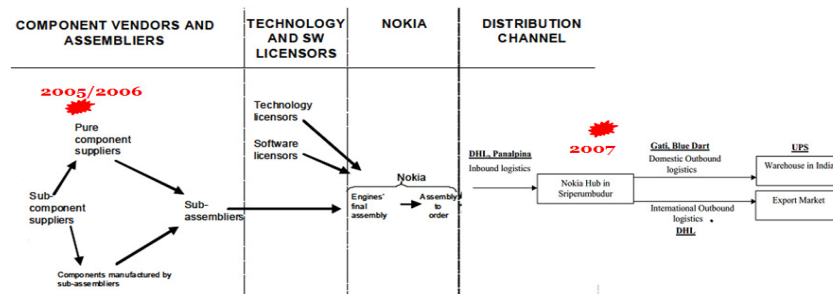 COMPONENT VENDORS AND
ASSEMBLIERS
TECHNOLOGY
AND SW
LICENSORS
NOKIA
DISTRIBUTION
CHANNEL
2005/2006
Pure
component
suppliers
Sub-
component
suppliers
Sub-
assembliers
Components manufactured by
sub-assembliers
Technology
licensors
Software
licensors
Nokia
Engines'
final
assembly
Assembly
to
order
DHL, Panalpina
Inbound logistics
2007
Nokia Hub in
Sriperumbudur
Gati, Blue Dart
Domestic Outbound
logistics
International Outbound
logistics
DHL
UPS
Warehouse in India
Export Market